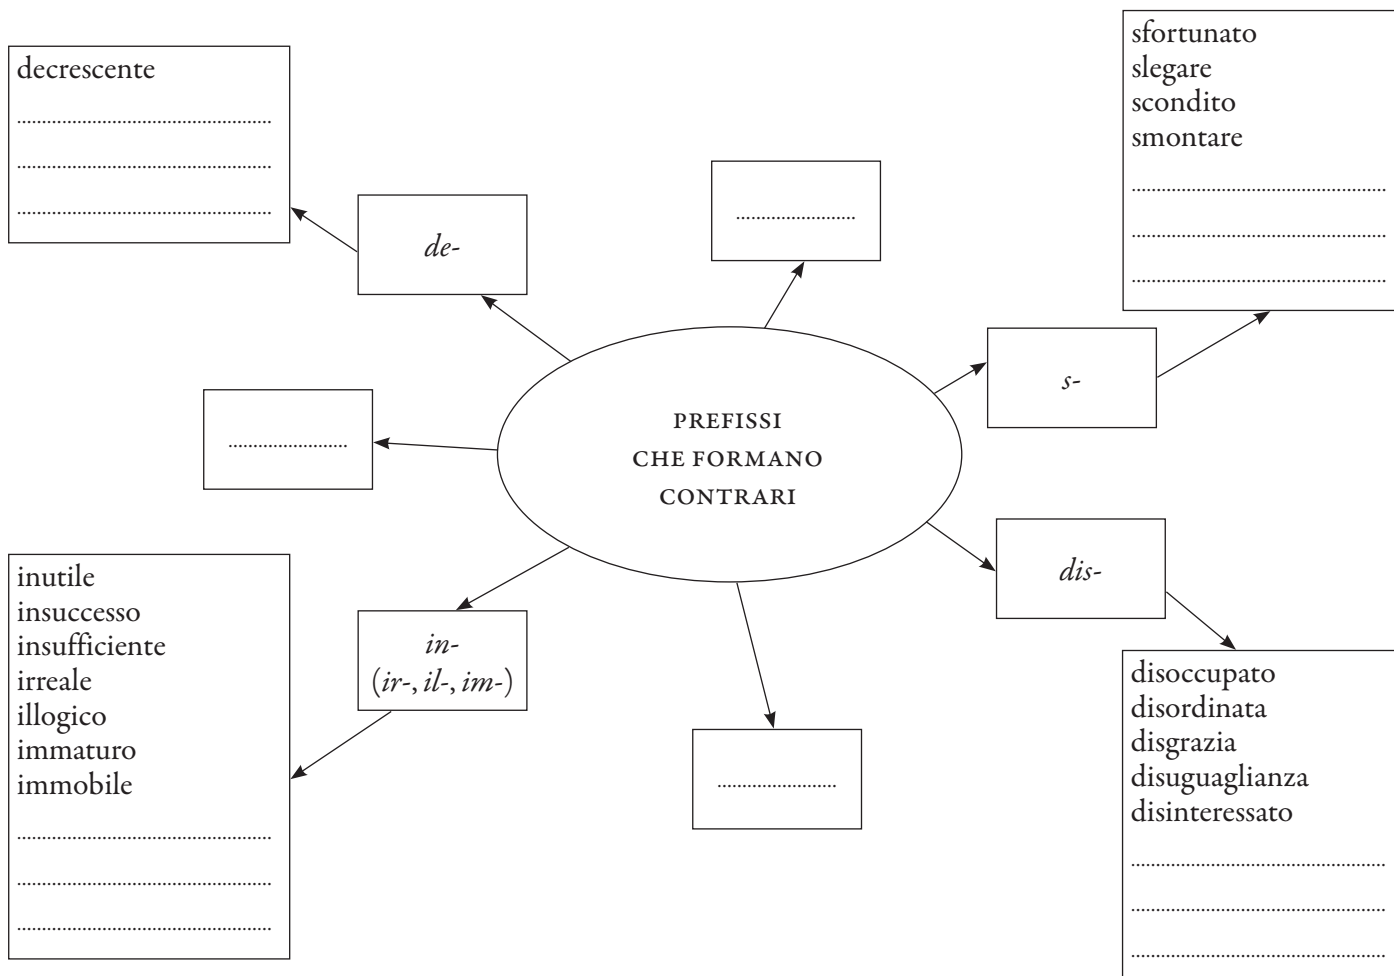 decrescente
..................................................
..................................................
..................................................
de-
........................
sfortunato
slegare
scondito
smontare
..................................................
..................................................
..................................................
s-
........................
PREFISSI
CHE FORMANO
CONTRARI
dis-
disoccupato
disordinata
disgrazia
disuguaglianza
disinteressato
..................................................
..................................................
..................................................
in-
(ir-, il-, im-)
inutile
insuccesso
insufficiente
irreale
illogico
immaturo
immobile
..................................................
..................................................
..................................................
........................